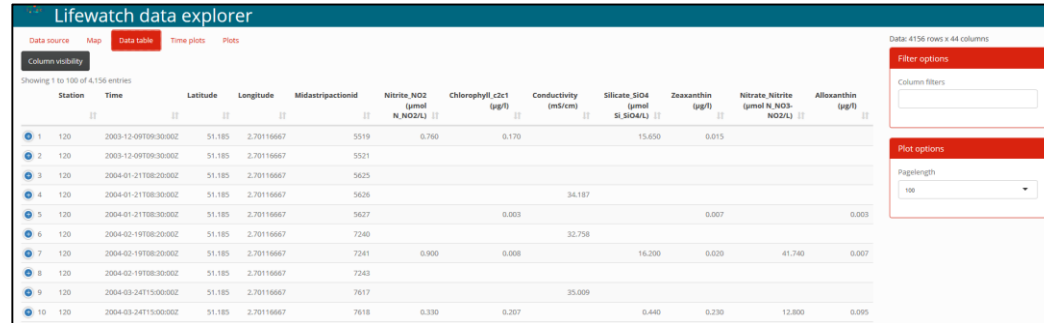 Lifewatch data explorer
Data source Map Data table Time plots Plots
Column visibility
Showing 1 to 100 of 4,156 entries
Station Time Latitude Longitude Midastripactionid Nitrite_NO2 (µmol N_NO2/L) Chlorophyll_c2c1 (µg/l) Conductivity (mS/cm) Silicate_SiO4 (µmol Si_SiO4/L) Zeaxanthin (µg/l) Nitrate_Nitrite (µmol N_NO3-NO2/L) Alloxanthin (µg/l)
1 120 2003-12-09T09:30:00Z 51.185 2.70116667 5519 0.760 0.170 15.650 0.015
2 120 2003-12-09T09:30:00Z 51.185 2.70116667 5521
3 120 2004-01-21T08:20:00Z 51.185 2.70116667 5625
4 120 2004-01-21T08:30:00Z 51.185 2.70116667 5626 34.187
5 120 2004-01-21T08:30:00Z 51.185 2.70116667 5627 0.003 0.007 0.003
6 120 2004-02-19T08:20:00Z 51.185 2.70116667 7240 32.758
7 120 2004-02-19T08:30:00Z 51.185 2.70116667 7241 0.900 0.008 16.200 0.020 41.740 0.007
8 120 2004-02-19T08:30:00Z 51.185 2.70116667 7243
9 120 2004-03-24T15:00:00Z 51.185 2.70116667 7617 35.009
10 120 2004-03-24T15:00:00Z 51.185 2.70116667 7618 0.330 0.207 0.440 0.230 12.800 0.095
Data: 4156 rows x 44 columns
Filter options
Column filters
Plot options
Pagelength
100